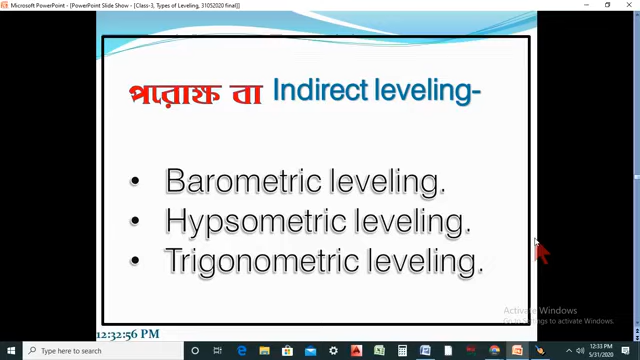 PowerPoint Slide Show - [Class-3, Types of Leveling, 31052020 final]
পরোক্ষ বা Indirect leveling-
• Barometric leveling.
• Hypsometric leveling.
• Trigonometric leveling.
Activate Windows
Go to Settings to activate Windows.
12:32:56 PM
Type here to search
12:33 PM
5/31/2020